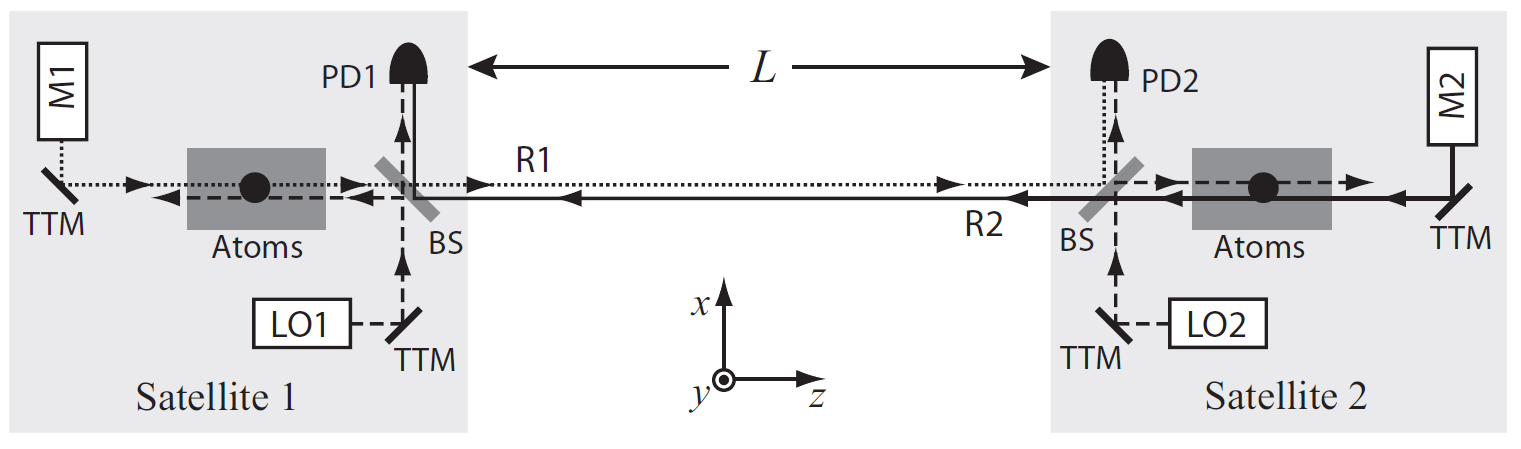 M1
PD1
L
PD2
M2
R1
TTM
Atoms
BS
R2
BS
Atoms
TTM
x
LO1
TTM
LO2
TTM
y
z
Satellite 1
Satellite 2